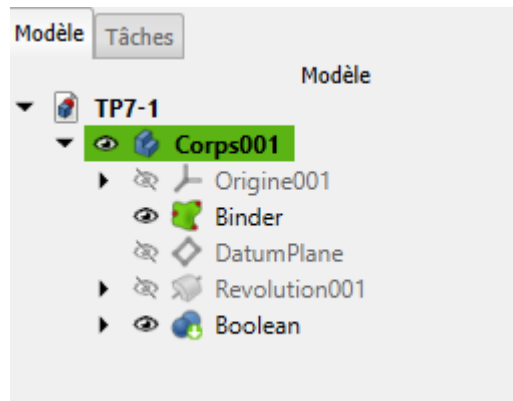 Modèle Tâches
Modèle
TP7-1
Corps001
Origine001
Binder
DatumPlane
Revolution001
Boolean